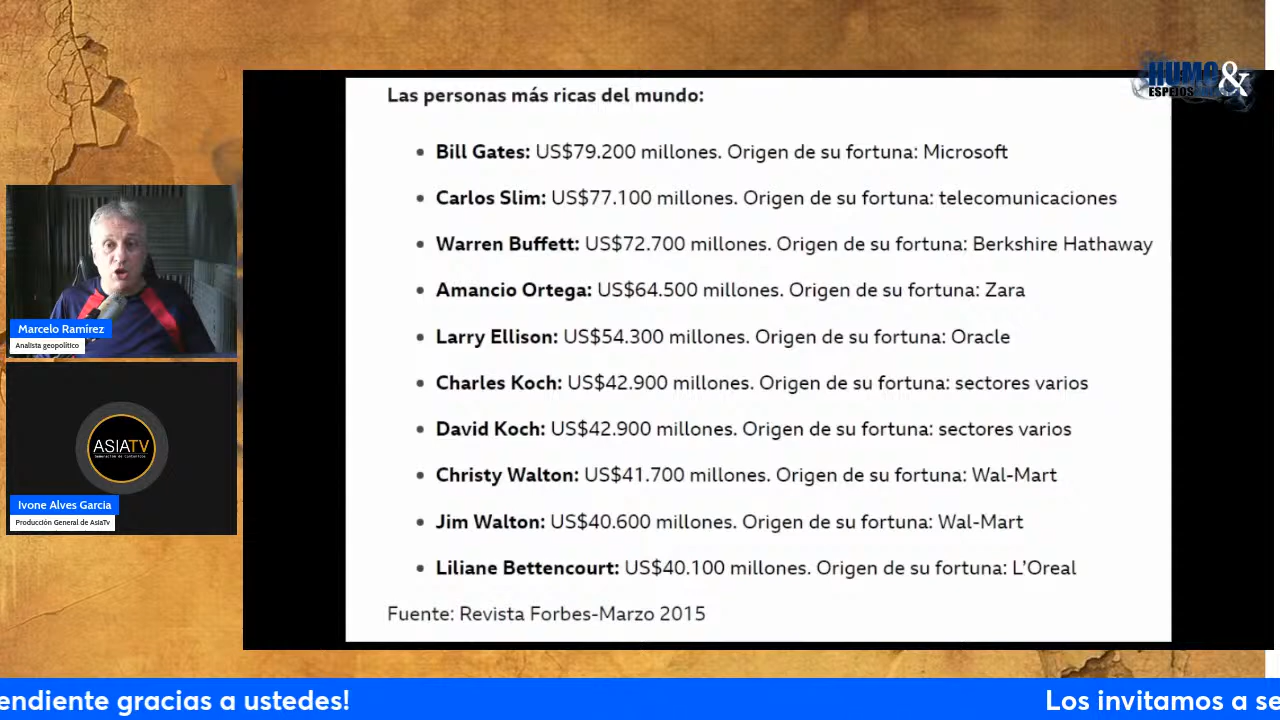 Las personas más ricas del mundo:
HUMO &
ESPEJOS
Bill Gates: US$79.200 millones. Origen de su fortuna: Microsoft
Carlos Slim: US$77.100 millones. Origen de su fortuna: telecomunicaciones
Warren Buffett: US$72.700 millones. Origen de su fortuna: Berkshire Hathaway
Amancio Ortega: US$64.500 millones. Origen de su fortuna: Zara
Larry Ellison: US$54.300 millones. Origen de su fortuna: Oracle
Charles Koch: US$42.900 millones. Origen de su fortuna: sectores varios
David Koch: US$42.900 millones. Origen de su fortuna: sectores varios
Christy Walton: US$41.700 millones. Origen de su fortuna: Wal-Mart
Jim Walton: US$40.600 millones. Origen de su fortuna: Wal-Mart
Liliane Bettencourt: US$40.100 millones. Origen de su fortuna: L'Oreal
Fuente: Revista Forbes-Marzo 2015
Marcelo Ramírez
Analista geopolítico
ASIATV
Generación de Contenidos
Ivone Alves Garcia
Producción General de AsiaTv
endiente gracias a ustedes!
Los invitamos a se